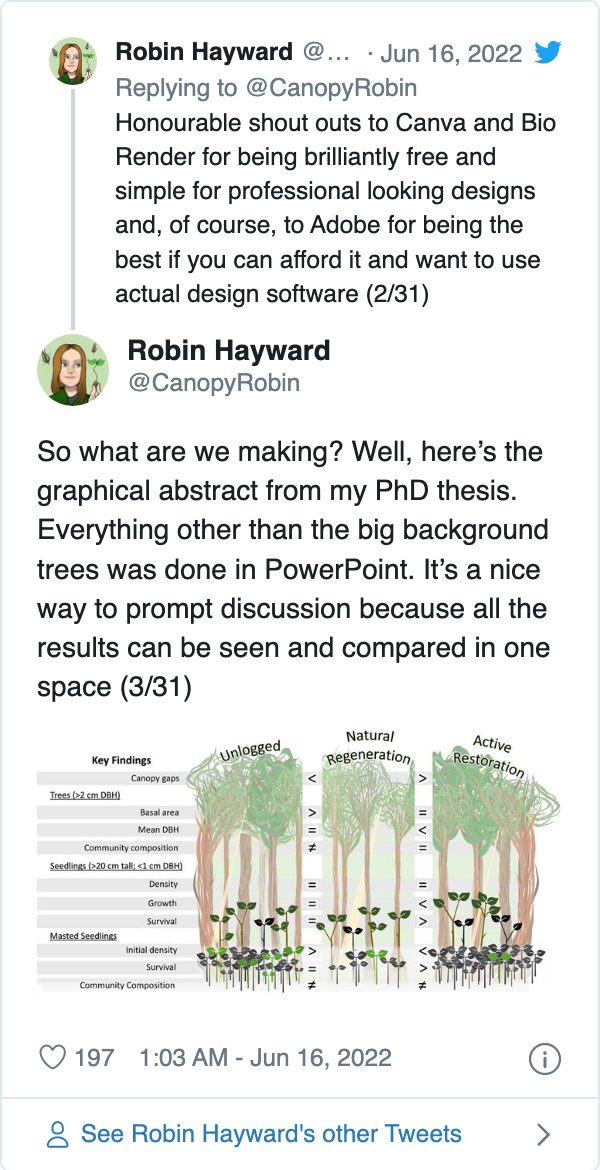 Robin Hayward @... · Jun 16, 2022
Replying to @CanopyRobin
Honourable shout outs to Canva and Bio
Render for being brilliantly free and
simple for professional looking designs
and, of course, to Adobe for being the
best if you can afford it and want to use
actual design software (2/31)
Robin Hayward
@CanopyRobin
So what are we making? Well, here’s the
graphical abstract from my PhD thesis.
Everything other than the big background
trees was done in PowerPoint. It’s a nice
way to prompt discussion because all the
results can be seen and compared in one
space (3/31)
Unlogged
Natural
Regeneration
Active
Restoration
Key Findings
Canopy gaps < >
Trees (>2 cm DBH)
Basal area > =
Mean DBH = <
Community composition ≠ =
Seedlings (>20 cm tall; <1 cm DBH)
Density = =
Growth = <
Survival = >
Masted Seedlings
Initial density > <
Survival = >
Community Composition ≠ ≠
197 1:03 AM - Jun 16, 2022
See Robin Hayward's other Tweets